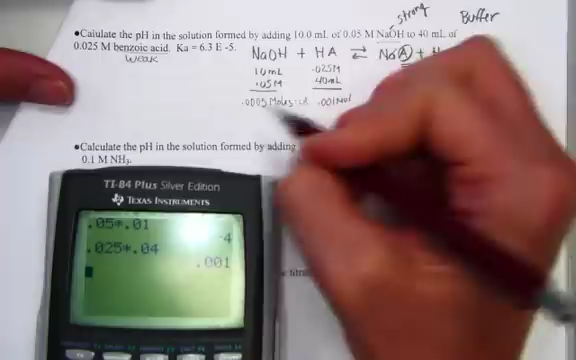 strong
Buffer
•Calulate the pH in the solution formed by adding 10.0 mL of 0.05 M NaOH to 40 mL of
0.025 M benzoic acid. Ka = 6.3 E -5.
Weak
NaOH + HA ⇄ NaA +
10mL .025M
.05M 40mL
.0005 Moles .001Mol
•Calculate the pH in the solution formed by adding
0.1 M NH3.
TI-84 Plus Silver Edition
TEXAS INSTRUMENTS
.05*.01
-4
.025*.04
.001